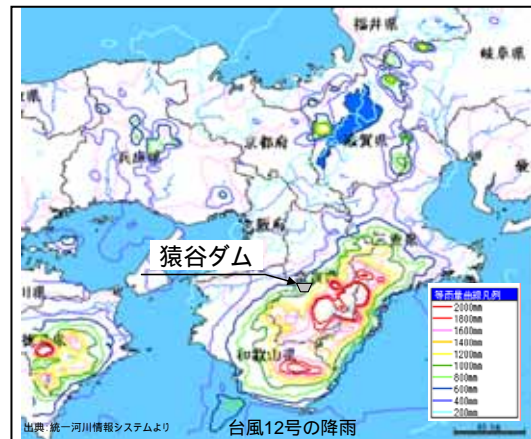 福井県
岐阜県
京都府
滋賀県
兵庫県
三重県
猿谷ダム
和歌山県
等雨量曲線凡例
2000mm
1800mm
1600mm
1400mm
1200mm
1000mm
800mm
600mm
400mm
200mm
出典:統一河川情報システムより
台風12号の降雨